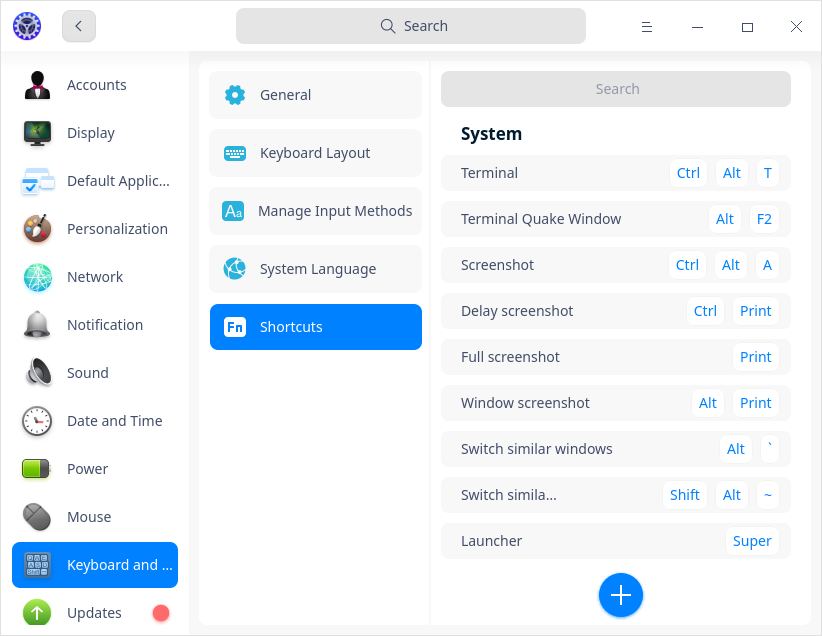 Search
Accounts
Display
Default Applic...
Personalization
Network
Notification
Sound
Date and Time
Power
Mouse
Keyboard and ...
Updates
General
Keyboard Layout
Aa Manage Input Methods
System Language
Fn Shortcuts
Search
System
Terminal Ctrl Alt T
Terminal Quake Window Alt F2
Screenshot Ctrl Alt A
Delay screenshot Ctrl Print
Full screenshot Print
Window screenshot Alt Print
Switch similar windows Alt `
Switch simila... Shift Alt ~
Launcher Super